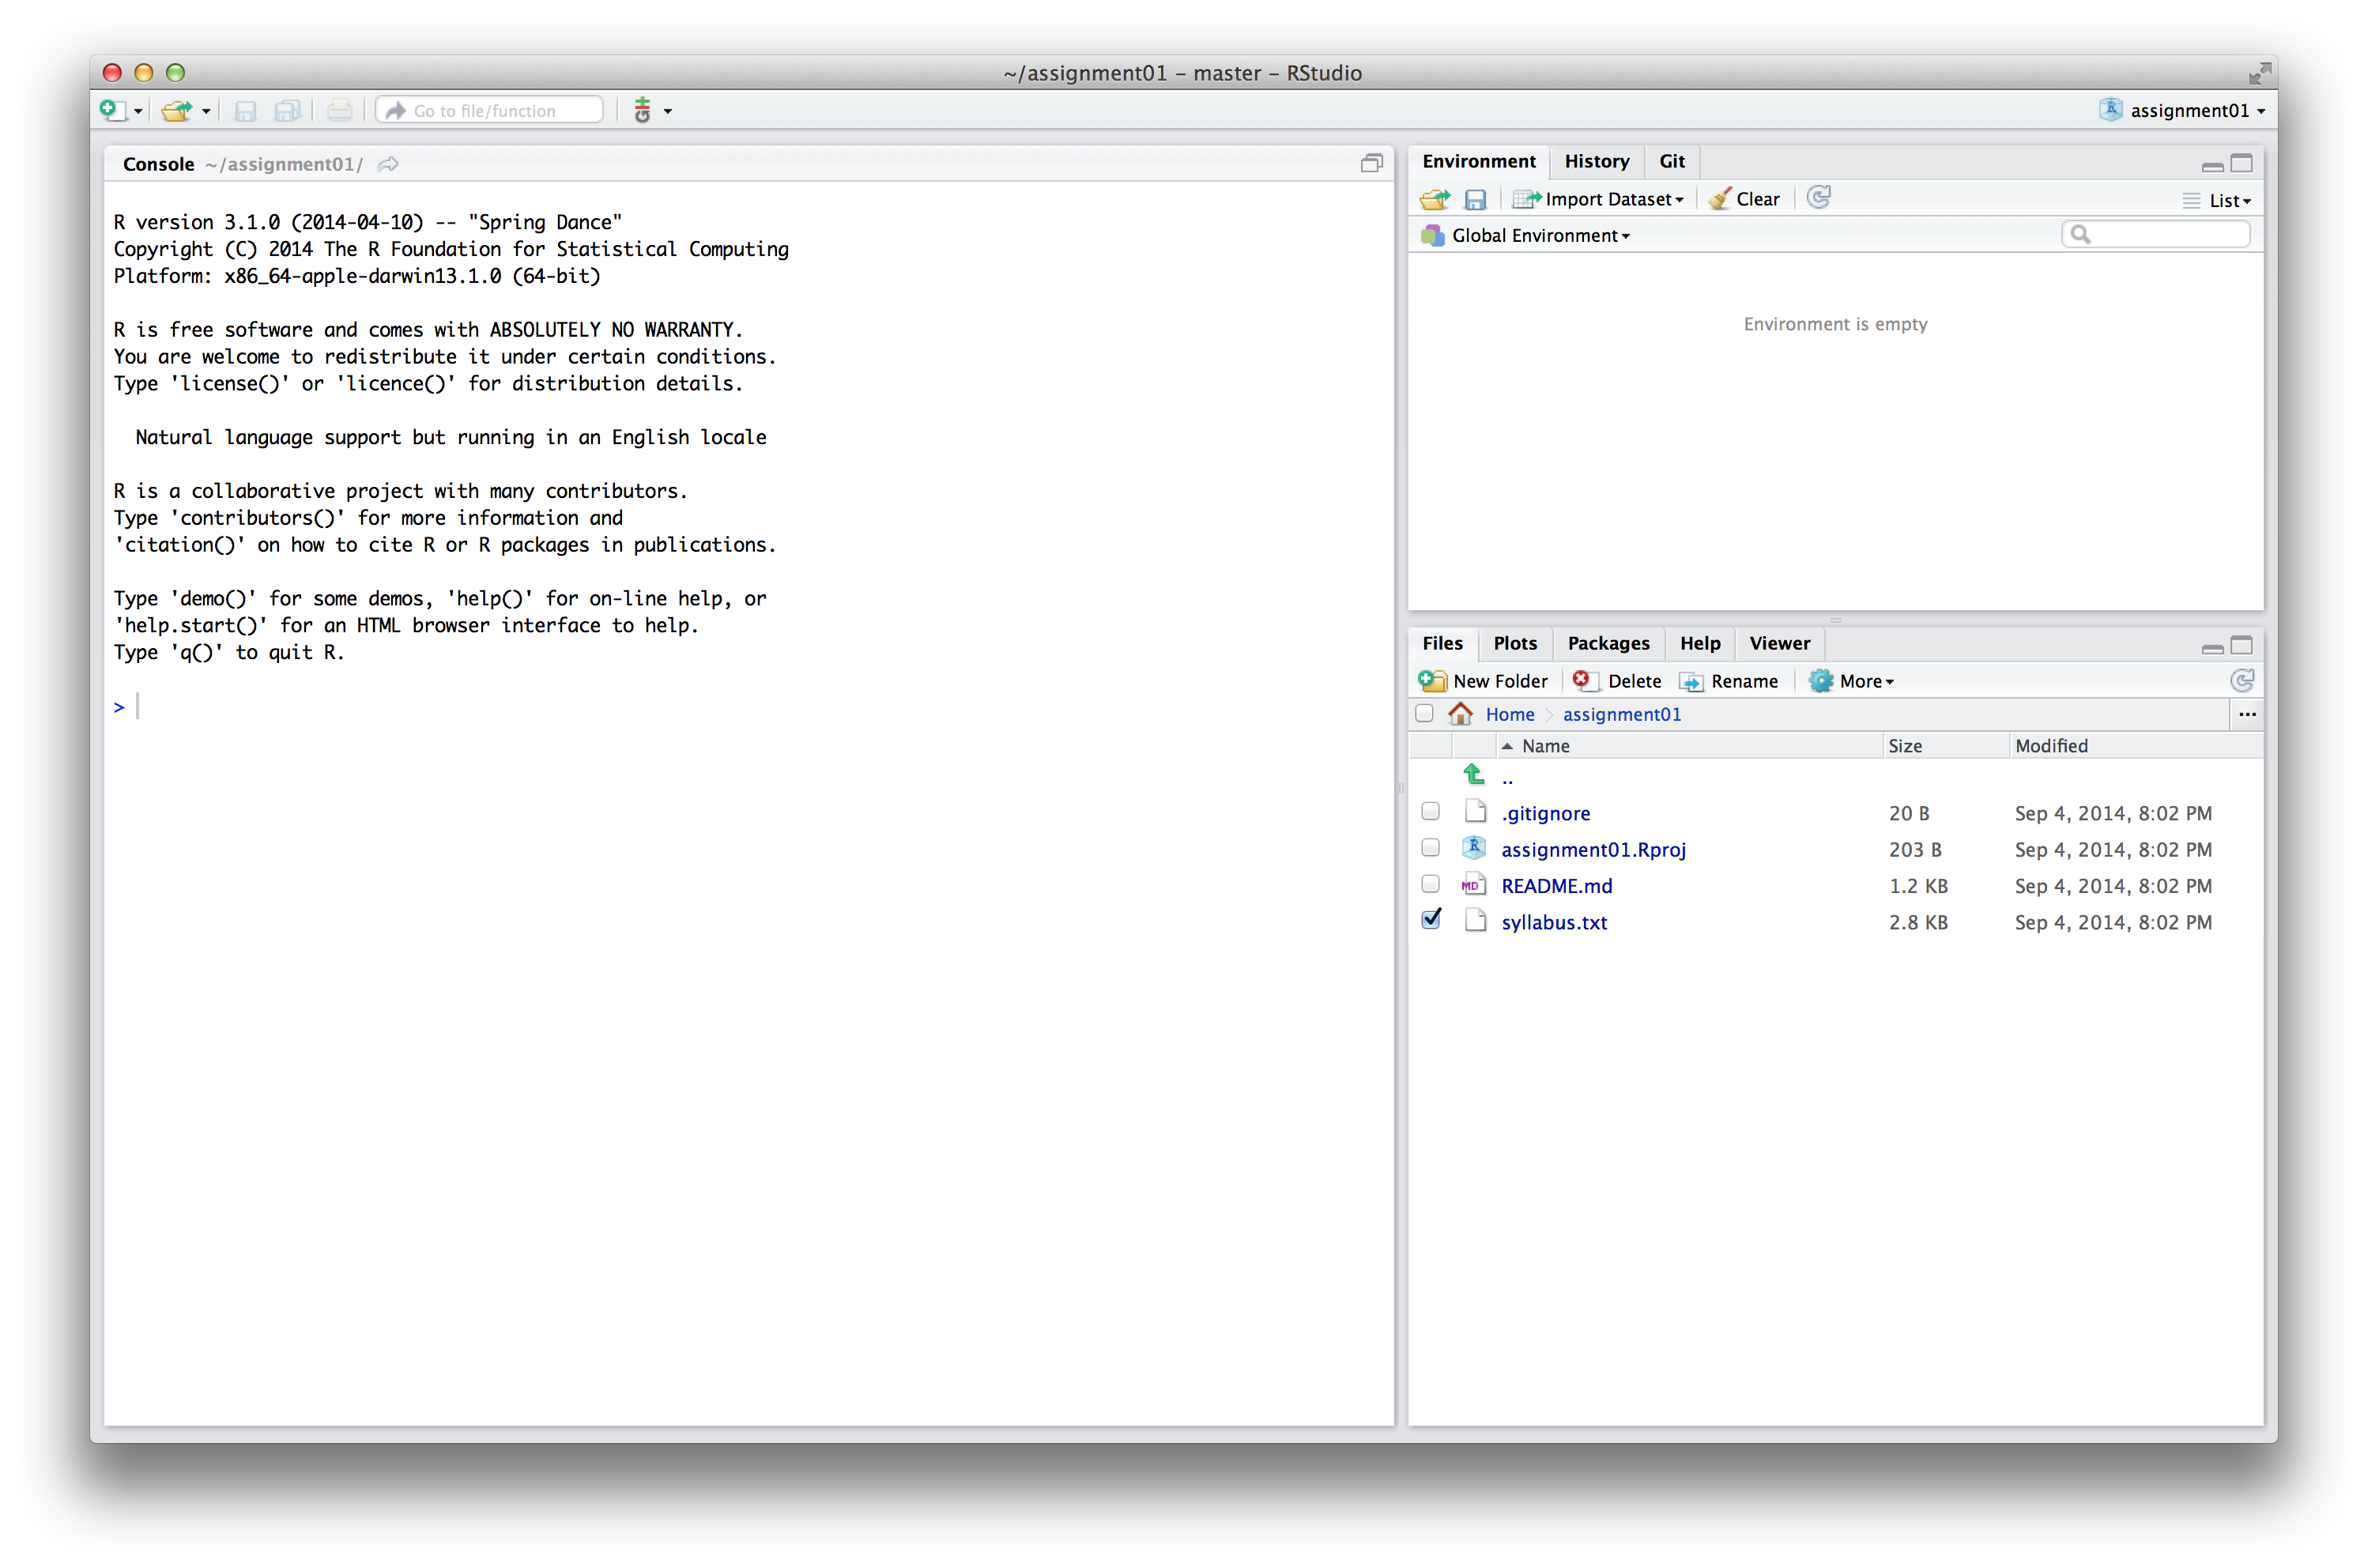 ~/assignment01 – master – RStudio
Go to file/function
assignment01
Console ~/assignment01/
R version 3.1.0 (2014-04-10) -- "Spring Dance"
Copyright (C) 2014 The R Foundation for Statistical Computing
Platform: x86_64-apple-darwin13.1.0 (64-bit)
R is free software and comes with ABSOLUTELY NO WARRANTY.
You are welcome to redistribute it under certain conditions.
Type 'license()' or 'licence()' for distribution details.
Natural language support but running in an English locale
R is a collaborative project with many contributors.
Type 'contributors()' for more information and
'citation()' on how to cite R or R packages in publications.
Type 'demo()' for some demos, 'help()' for on-line help, or
'help.start()' for an HTML browser interface to help.
Type 'q()' to quit R.
>
Environment History Git
Import Dataset Clear List
Global Environment
Environment is empty
Files Plots Packages Help Viewer
New Folder Delete Rename More
Home assignment01 ...
Name Size Modified
..
.gitignore 20 B Sep 4, 2014, 8:02 PM
assignment01.Rproj 203 B Sep 4, 2014, 8:02 PM
README.md 1.2 KB Sep 4, 2014, 8:02 PM
syllabus.txt 2.8 KB Sep 4, 2014, 8:02 PM